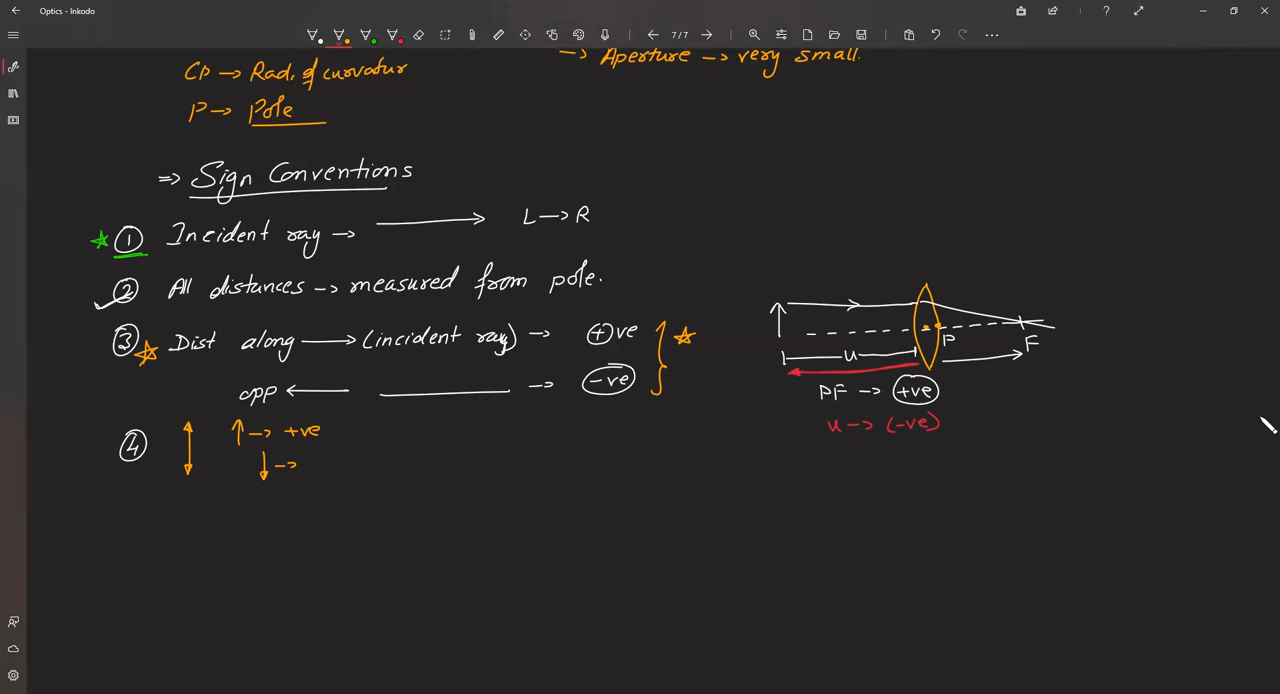 Optics - Inkodo
7/7
→ Aperture → very small.
CP → Rad. of curvatur
P → Pole
⇒ Sign Conventions
① Incident ray → ⟶ L → R
② All distances → measured from pole.
③ Dist along ⟶ (incident ray) → ⊕ve
opp ⟵ ―――― → -ve
④ ↕ ↑ → +ve
↓ →
P
F
u
PF → +ve
u → (-ve)